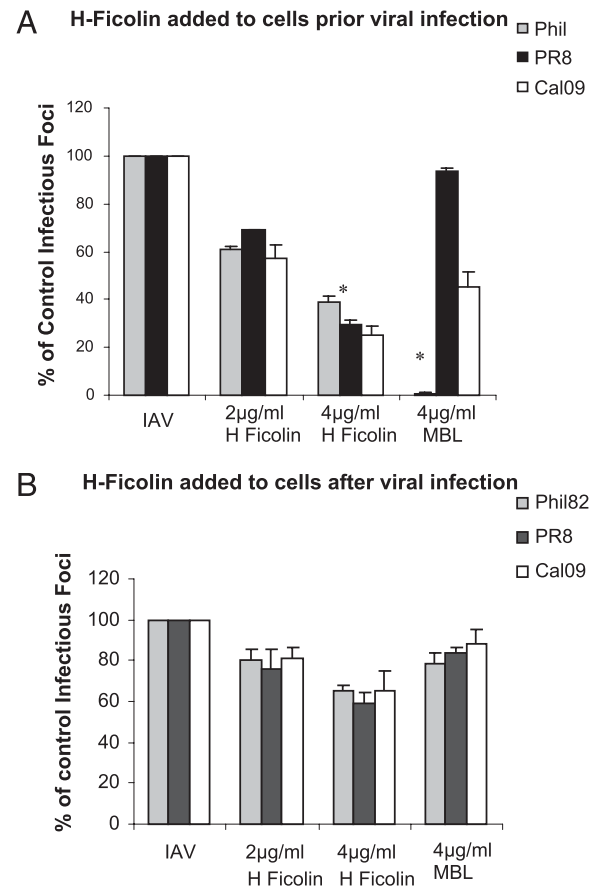 A
H-Ficolin added to cells prior viral infection
Phil
PR8
Cal09
% of Control Infectious Foci
120
100
80
60
40
20
0
*
*
IAV
2µg/ml
H Ficolin
4µg/ml
H Ficolin
4µg/ml
MBL
B
H-Ficolin added to cells after viral infection
Phil82
PR8
Cal09
% of control Infectious Foci
120
100
80
60
40
20
0
IAV
2µg/ml
H Ficolin
4µg/ml
H Ficolin
4µg/ml
MBL